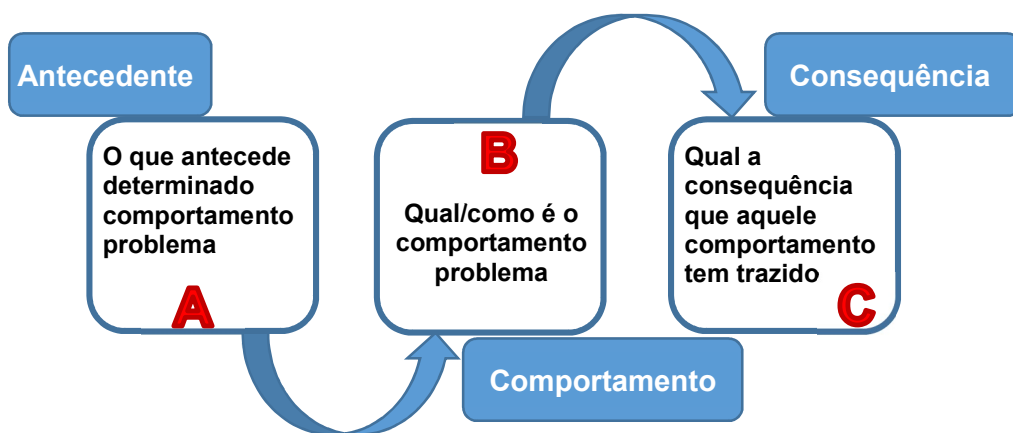 Antecedente
O que antecede
determinado
comportamento
problema
A
B
Qual/como é o
comportamento
problema
Comportamento
Consequência
Qual a
consequência
que aquele
comportamento
tem trazido
C